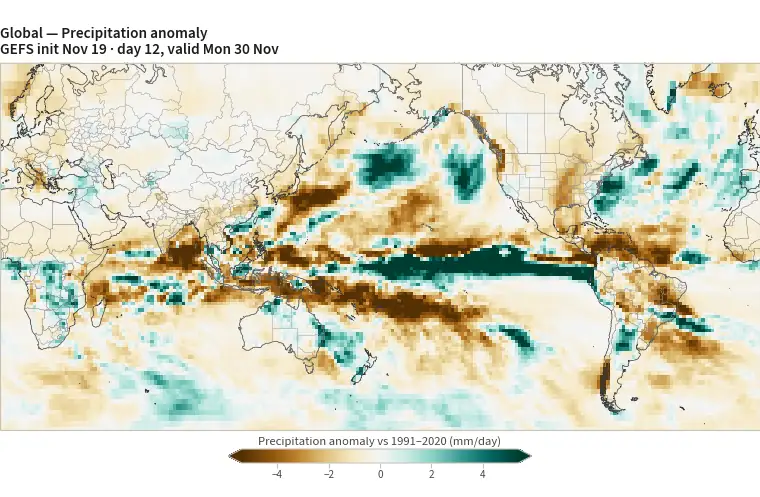 Global — Precipitation anomaly
GEFS init Nov 19 · day 12, valid Mon 30 Nov
Precipitation anomaly vs 1991–2020 (mm/day)
−4 −2 0 2 4